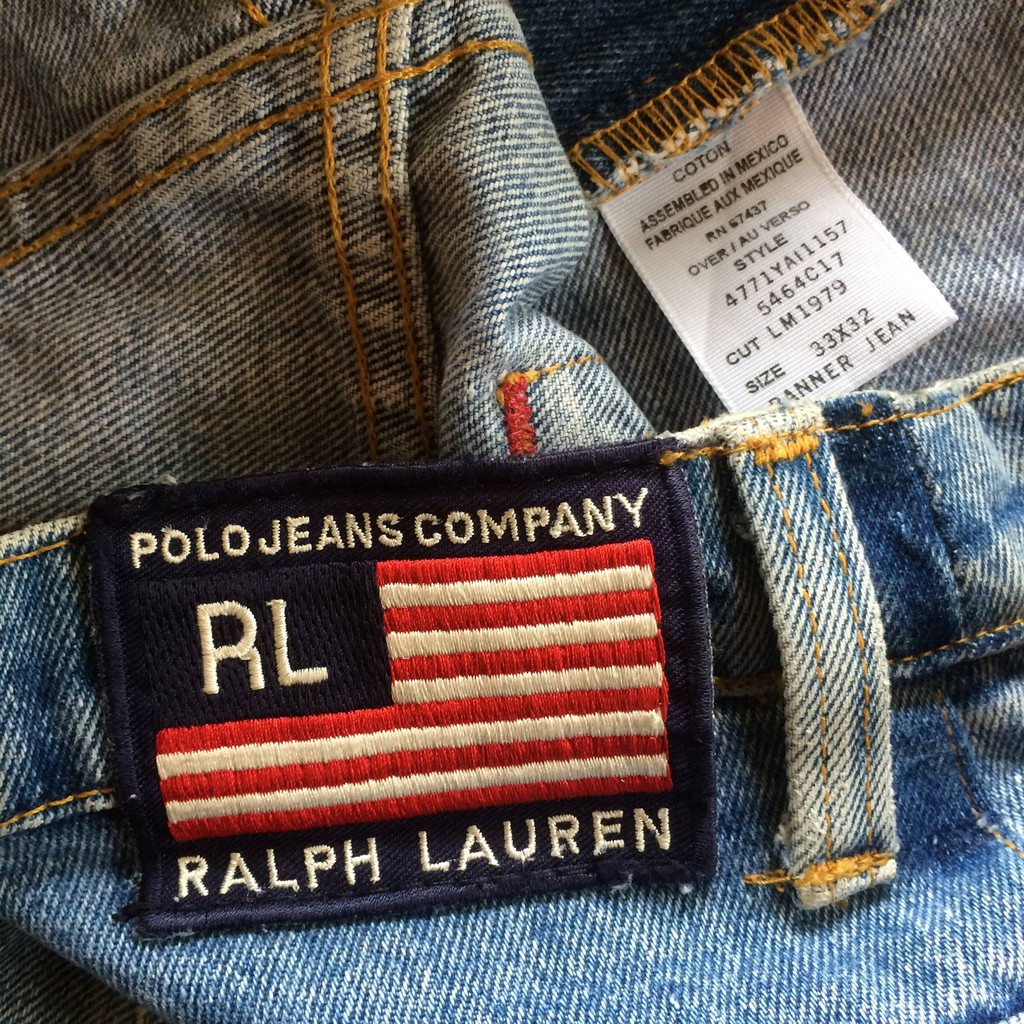 COTON
ASSEMBLED IN MEXICO
FABRIQUE AUX MEXIQUE
RN 67437
OVER / AU VERSO
STYLE
4771YAI1157
5464C17
CUT LM1979
SIZE 33X32
BANNER JEAN
POLO JEANS COMPANY
RL
RALPH LAUREN